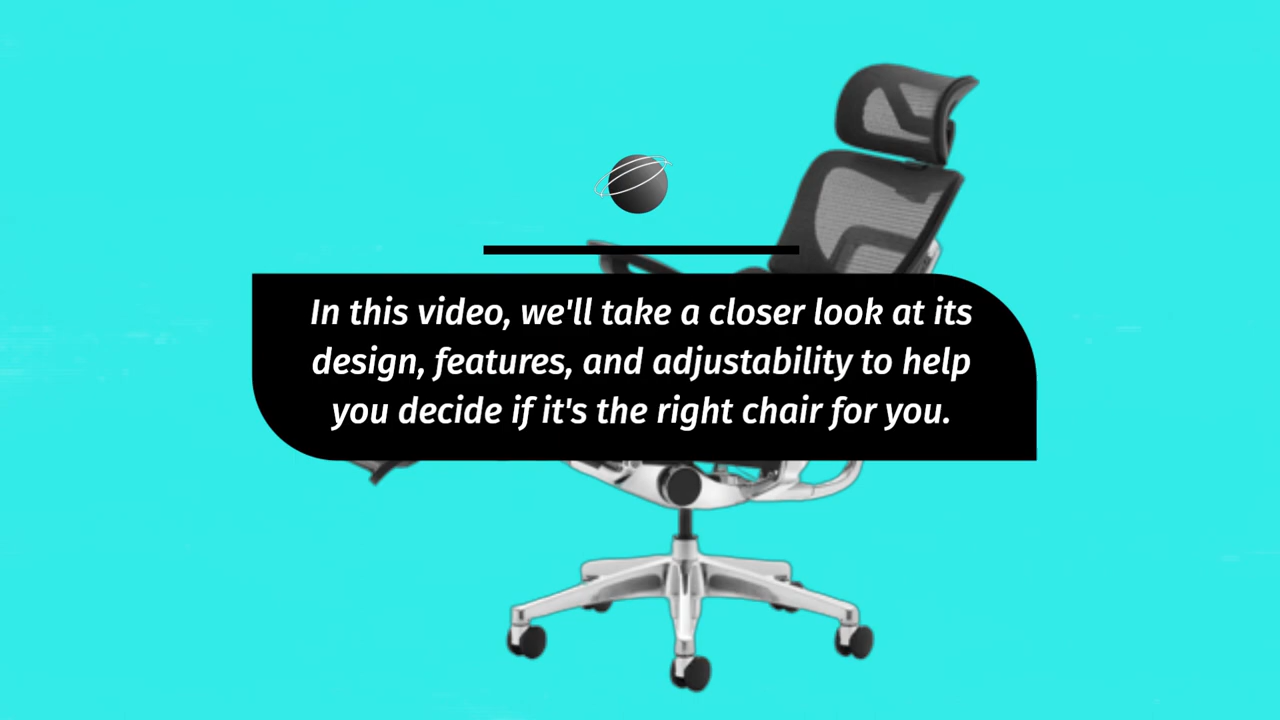 In this video, we'll take a closer look at its
design, features, and adjustability to help
you decide if it's the right chair for you.